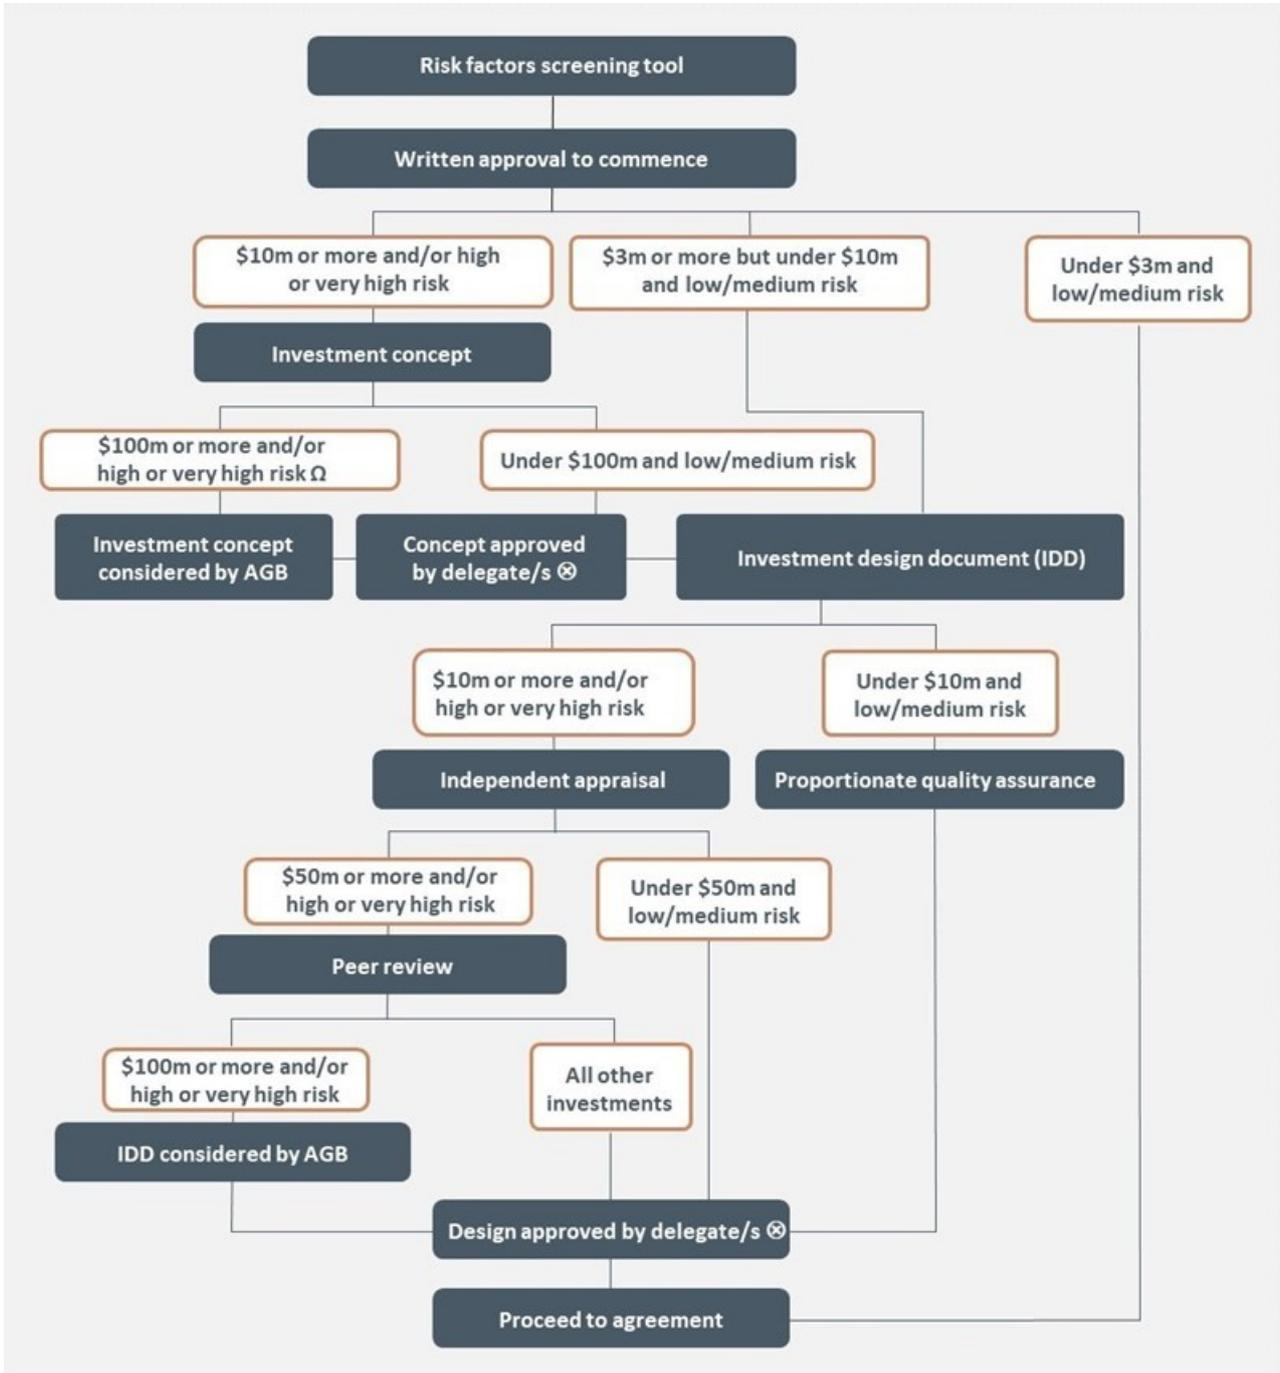 Risk factors screening tool
Written approval to commence
$10m or more and/or high
or very high risk
$3m or more but under $10m
and low/medium risk
Under $3m and
low/medium risk
Investment concept
$100m or more and/or
high or very high risk Ω
Under $100m and low/medium risk
Investment concept
considered by AGB
Concept approved
by delegate/s ⊗
Investment design document (IDD)
$10m or more and/or
high or very high risk
Under $10m and
low/medium risk
Independent appraisal
Proportionate quality assurance
$50m or more and/or
high or very high risk
Under $50m and
low/medium risk
Peer review
$100m or more and/or
high or very high risk
All other
investments
IDD considered by AGB
Design approved by delegate/s ⊗
Proceed to agreement